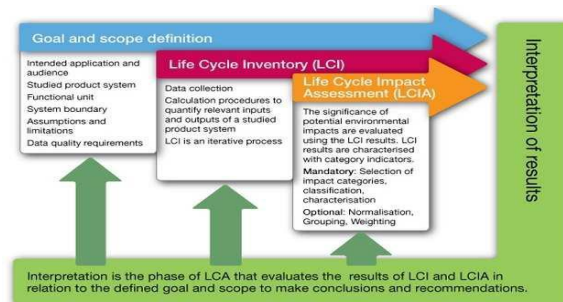 Goal and scope definition
Intended application and
audience
Studied product system
Functional unit
System boundary
Assumptions and
limitations
Data quality requirements
Life Cycle Inventory (LCI)
Data collection
Calculation procedures to
quantify relevant inputs
and outputs of a studied
product system
LCI is an iterative process
Life Cycle Impact
Assessment (LCIA)
The significance of
potential environmental
impacts are evaluated
using the LCI results. LCI
results are characterised
with category indicators.
Mandatory: Selection of
impact categories,
classification,
characterisation
Optional: Normalisation,
Grouping, Weighting
Interpretation of results
Interpretation is the phase of LCA that evaluates the results of LCI and LCIA in
relation to the defined goal and scope to make conclusions and recommendations.